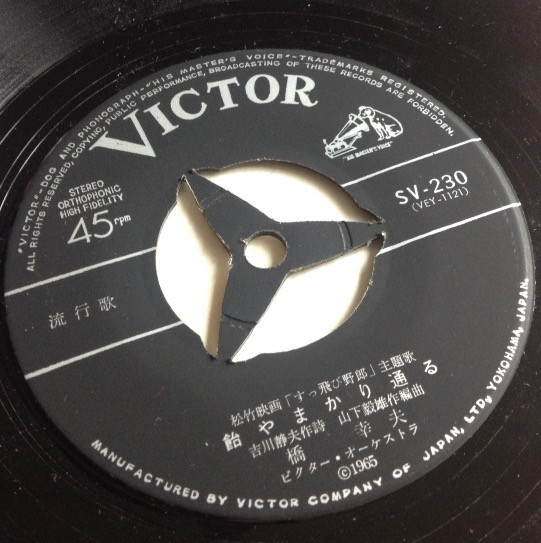 "VICTOR"-DOG AND PHONOGRAPH-"HIS MASTER'S VOICE"-TRADEMARKS REGISTERED.
ALL RIGHTS RESERVED, COPYING, PUBLIC PERFORMANCE, BROADCASTING OF THESE RECORDS ARE FORBIDDEN.
VICTOR
"HIS MASTER'S VOICE"
STEREO
ORTHOPHONIC
HIGH FIDELITY
45rpm
SV-230
(VEY-1121)
流行歌
松竹映画「すっ飛び野郎」主題歌
飴やまかり通る
吉川静夫作詩 山下毅雄作編曲
橋 幸夫
ビクター・オーケストラ
©1965
MANUFACTURED BY VICTOR COMPANY OF JAPAN, LTD., YOKOHAMA, JAPAN.